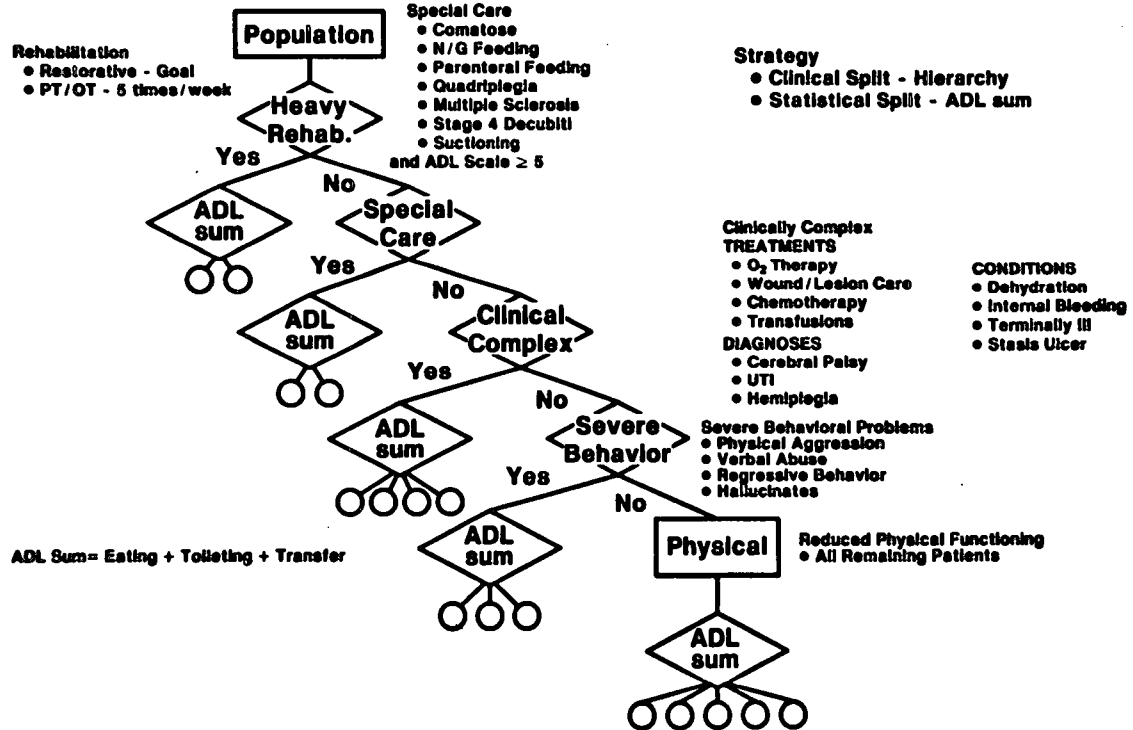 Population
Rehabilitation
● Restorative - Goal
● PT/OT - 5 times/week
Special Care
● Comatose
● N/G Feeding
● Parenteral Feeding
● Quadriplegia
● Multiple Sclerosis
● Stage 4 Decubiti
● Suctioning
and ADL Scale ≥ 5
Strategy
● Clinical Split - Hierarchy
● Statistical Split - ADL sum
Heavy
Rehab.
Yes
No
ADL
sum
Special
Care
Yes
No
ADL
sum
Clinical
Complex
Clinically Complex
TREATMENTS
● O₂ Therapy
● Wound/Lesion Care
● Chemotherapy
● Transfusions
DIAGNOSES
● Cerebral Palsy
● UTI
● Hemiplegia
CONDITIONS
● Dehydration
● Internal Bleeding
● Terminally Ill
● Stasis Ulcer
Yes
No
ADL
sum
Severe
Behavior
Severe Behavioral Problems
● Physical Aggression
● Verbal Abuse
● Regressive Behavior
● Hallucinates
Yes
No
ADL
sum
Physical
Reduced Physical Functioning
● All Remaining Patients
ADL Sum= Eating + Toileting + Transfer
ADL
sum